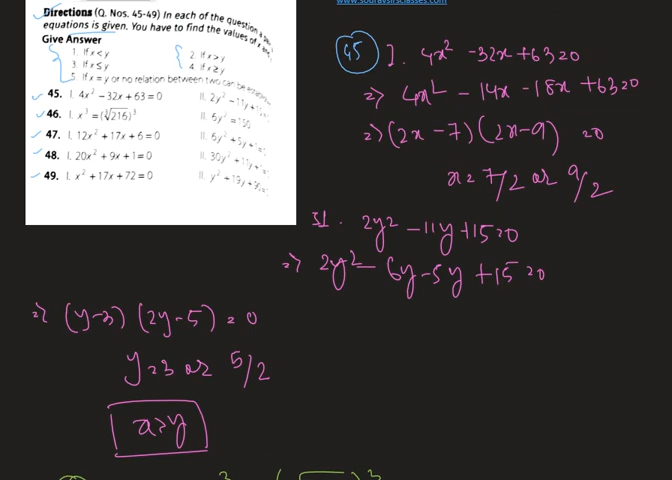 www.souravsirsclasses.com
Directions (Q. Nos. 45-49) In each of the question
equations is given. You have to find the values of x
Give Answer
1. If x < y
2. If x > y
3. If x ≤ y
4. If x ≥ y
5. If x = y or no relation between two can be
45. I. 4x² − 32x + 63 = 0 II. 2y² − 11y +
46. I. x³ = (∛216)³ II. 6y² = 150
47. I. 12x² + 17x + 6 = 0 II. 6y² + 5y +
48. I. 20x² + 9x + 1 = 0 II. 30y² + 11y +
49. I. x² + 17x + 72 = 0 II. y² + 19y +
45 I. 4x² − 32x + 63 = 0
=> 4x² − 14x − 18x + 63 = 0
=> (2x − 7) (2x − 9) = 0
x = 7/2 or 9/2
II. 2y² − 11y + 15 = 0
=> 2y² − 6y − 5y + 15 = 0
=> (y − 3) (2y − 5) = 0
y = 3 or 5/2
x > y